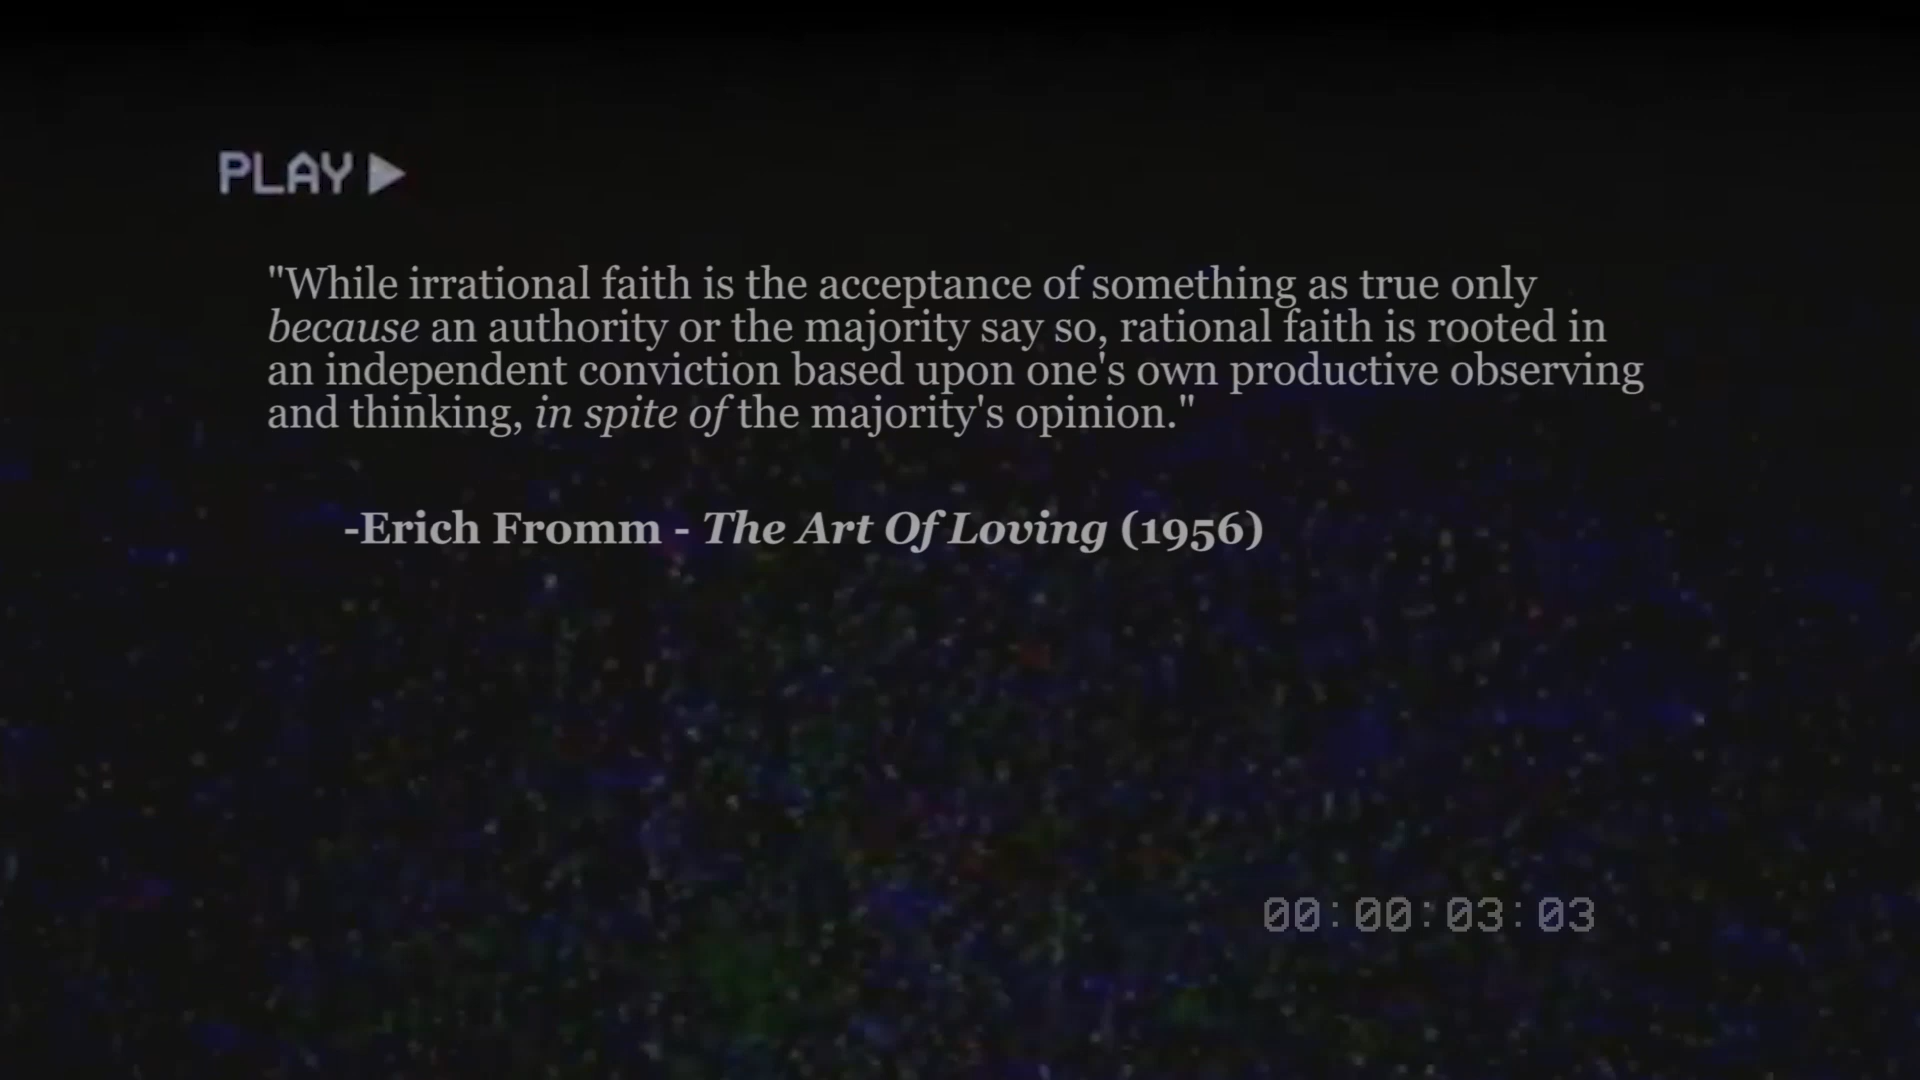 PLAY ▶
"While irrational faith is the acceptance of something as true only
because an authority or the majority say so, rational faith is rooted in
an independent conviction based upon one's own productive observing
and thinking, in spite of the majority's opinion."
-Erich Fromm - The Art Of Loving (1956)
00:00:03:03